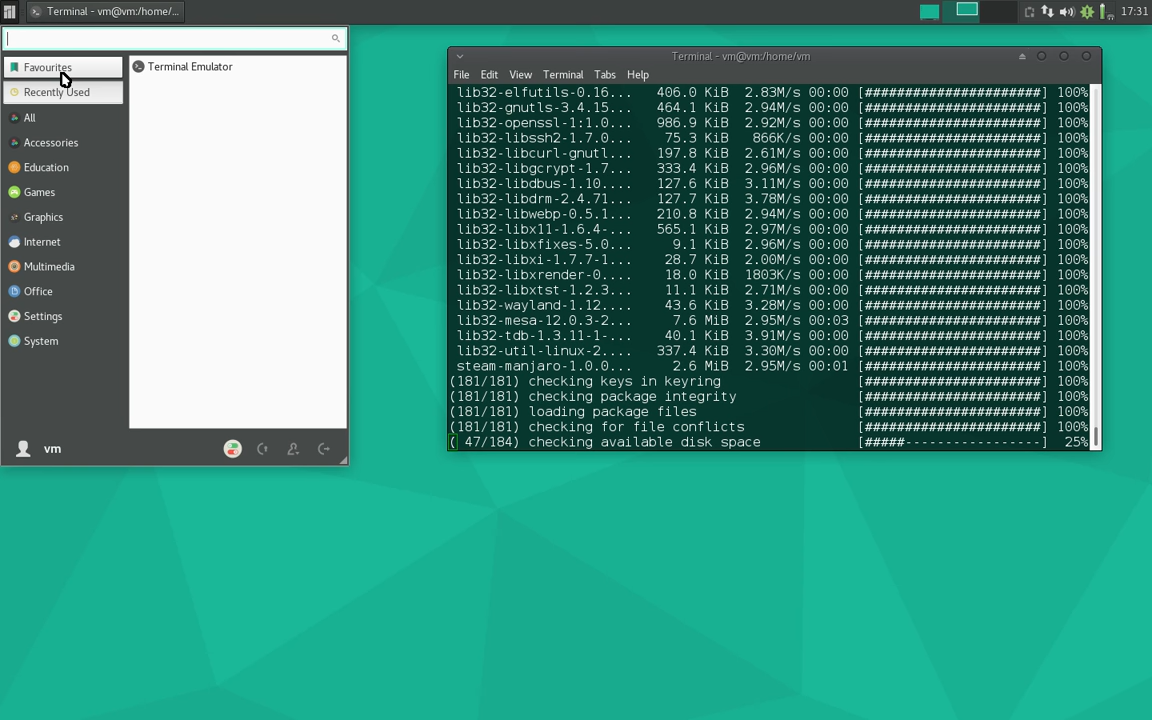 Terminal - vm@vm:/home/...
17:31
Favourites
Recently Used
All
Accessories
Education
Games
Graphics
Internet
Multimedia
Office
Settings
System
Terminal Emulator
vm
Terminal - vm@vm:/home/vm
File Edit View Terminal Tabs Help
lib32-elfutils-0.16... 406.0 KiB 2.83M/s 00:00 [######################] 100%
lib32-gnutls-3.4.15... 464.1 KiB 2.94M/s 00:00 [######################] 100%
lib32-openssl-1:1.0... 986.9 KiB 2.92M/s 00:00 [######################] 100%
lib32-libssh2-1.7.0... 75.3 KiB 866K/s 00:00 [######################] 100%
lib32-libcurl-gnutl... 197.8 KiB 2.61M/s 00:00 [######################] 100%
lib32-libgcrypt-1.7... 333.4 KiB 2.96M/s 00:00 [######################] 100%
lib32-libdbus-1.10... 127.6 KiB 3.11M/s 00:00 [######################] 100%
lib32-libdrm-2.4.71... 127.7 KiB 3.78M/s 00:00 [######################] 100%
lib32-libwebp-0.5.1... 210.8 KiB 2.94M/s 00:00 [######################] 100%
lib32-libx11-1.6.4-... 565.1 KiB 2.97M/s 00:00 [######################] 100%
lib32-libxfixes-5.0... 9.1 KiB 2.96M/s 00:00 [######################] 100%
lib32-libxi-1.7.7-1... 28.7 KiB 2.00M/s 00:00 [######################] 100%
lib32-libxrender-0.... 18.0 KiB 1803K/s 00:00 [######################] 100%
lib32-libxtst-1.2.3... 11.1 KiB 2.71M/s 00:00 [######################] 100%
lib32-wayland-1.12... 43.6 KiB 3.28M/s 00:00 [######################] 100%
lib32-mesa-12.0.3-2... 7.6 MiB 2.95M/s 00:03 [######################] 100%
lib32-tdb-1.3.11-1-... 40.1 KiB 3.91M/s 00:00 [######################] 100%
lib32-util-linux-2.... 337.4 KiB 3.30M/s 00:00 [######################] 100%
steam-manjaro-1.0.0... 2.6 MiB 2.95M/s 00:01 [######################] 100%
(181/181) checking keys in keyring [######################] 100%
(181/181) checking package integrity [######################] 100%
(181/181) loading package files [######################] 100%
(181/181) checking for file conflicts [######################] 100%
( 47/184) checking available disk space [#####-----------------] 25%